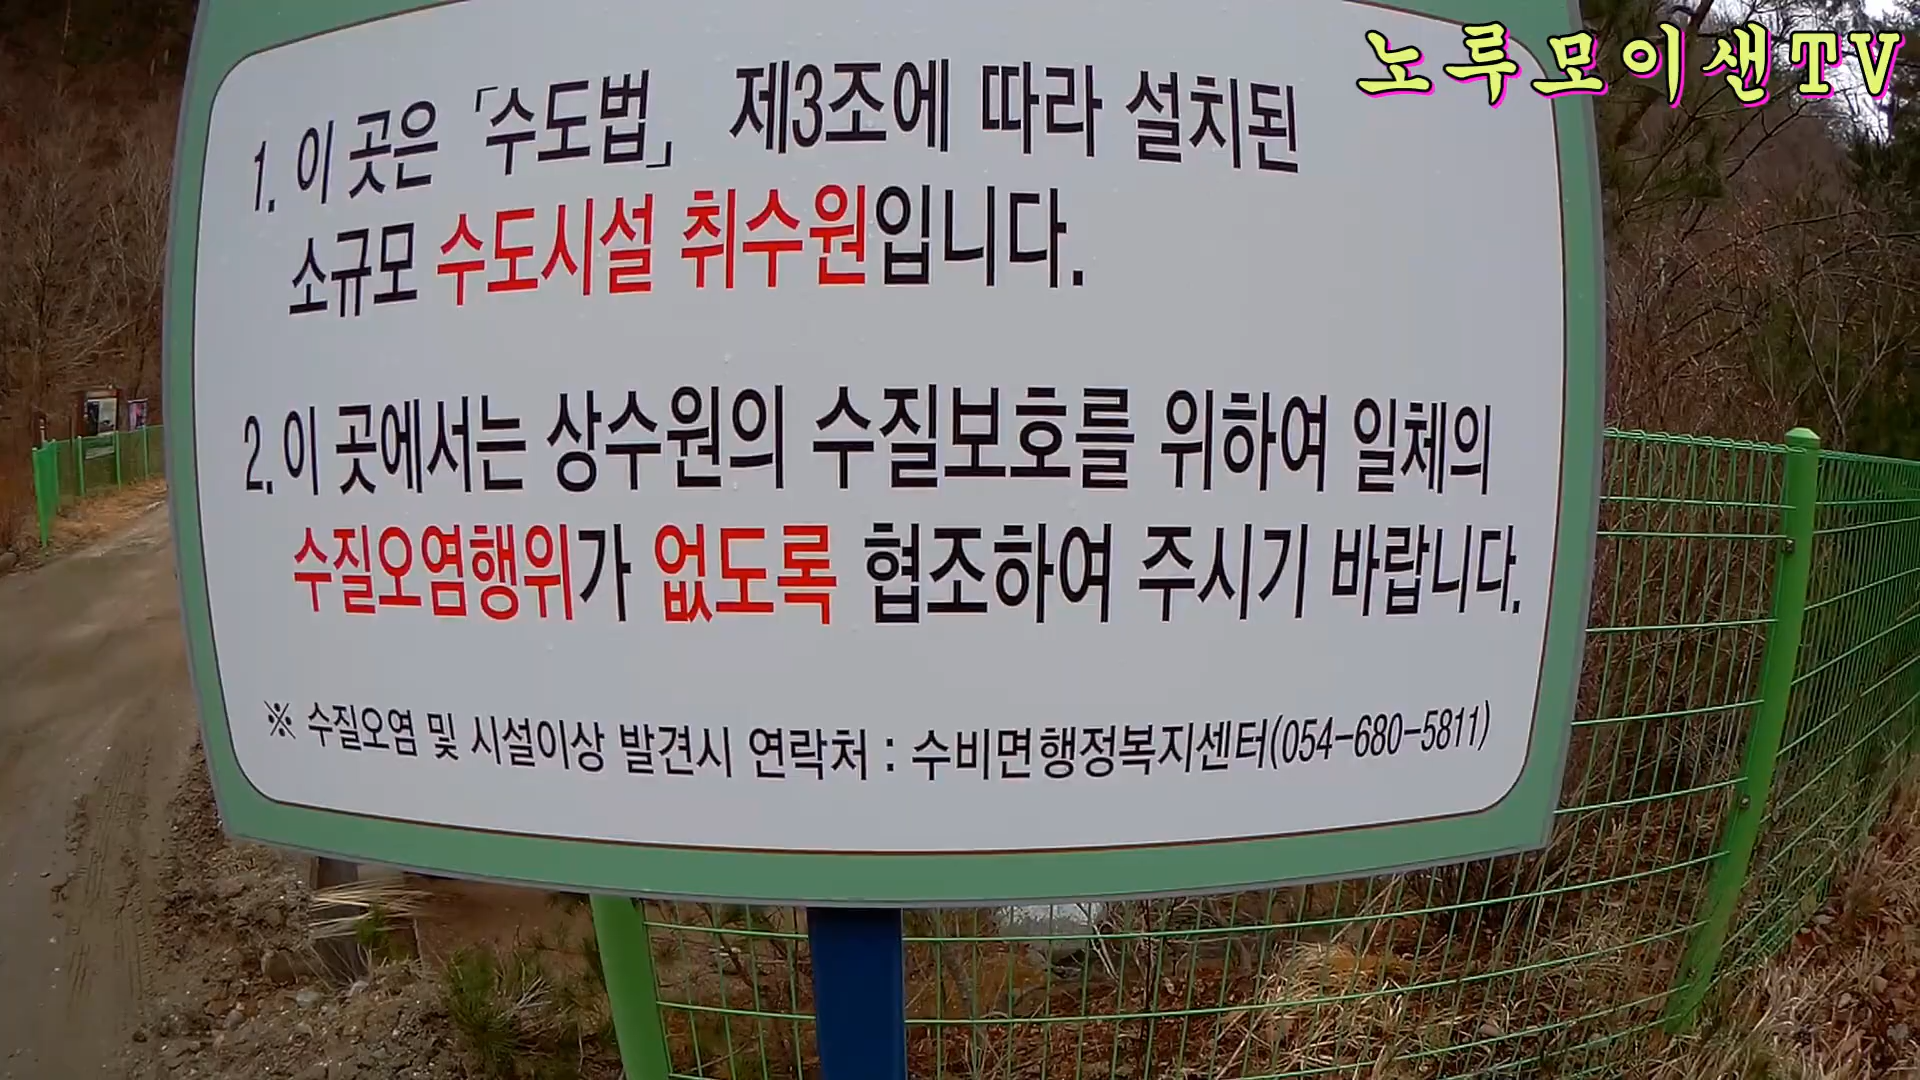 노루모이샌TV
1. 이 곳은 「수도법」 제3조에 따라 설치된
소규모 수도시설 취수원입니다.
2. 이 곳에서는 상수원의 수질보호를 위하여 일체의
수질오염행위가 없도록 협조하여 주시기 바랍니다.
※ 수질오염 및 시설이상 발견시 연락처 : 수비면행정복지센터(054-680-5811)